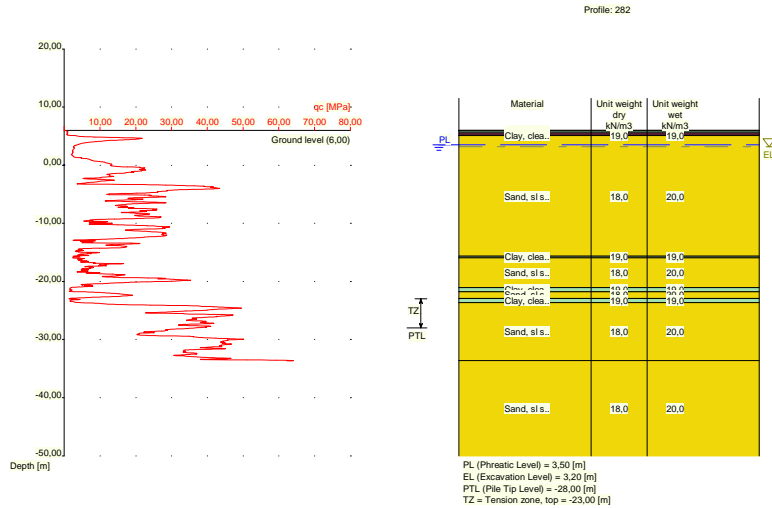 Profile: 282
20,00
qc [MPa]
10,00 20,00 30,00 40,00 50,00 60,00 70,00 80,00
Ground level (6,00)
0,00
-10,00
-20,00
-30,00
-40,00
-50,00
Depth [m]
TZ
PTL
Material Unit weight dry kN/m3 Unit weight wet kN/m3
PL
EL
Clay, clea.. 19,0 19,0
Sand, sl s.. 18,0 20,0
Clay, clea.. 19,0 19,0
Sand, sl s.. 18,0 20,0
Clay, clea.. 19,0 19,0
Sand, sl s.. 18,0 20,0
Sand, sl s.. 18,0 20,0
PL (Phreatic Level) = 3,50 [m]
EL (Excavation Level) = 3,20 [m]
PTL (Pile Tip Level) = -28,00 [m]
TZ = Tension zone, top = -23,00 [m]